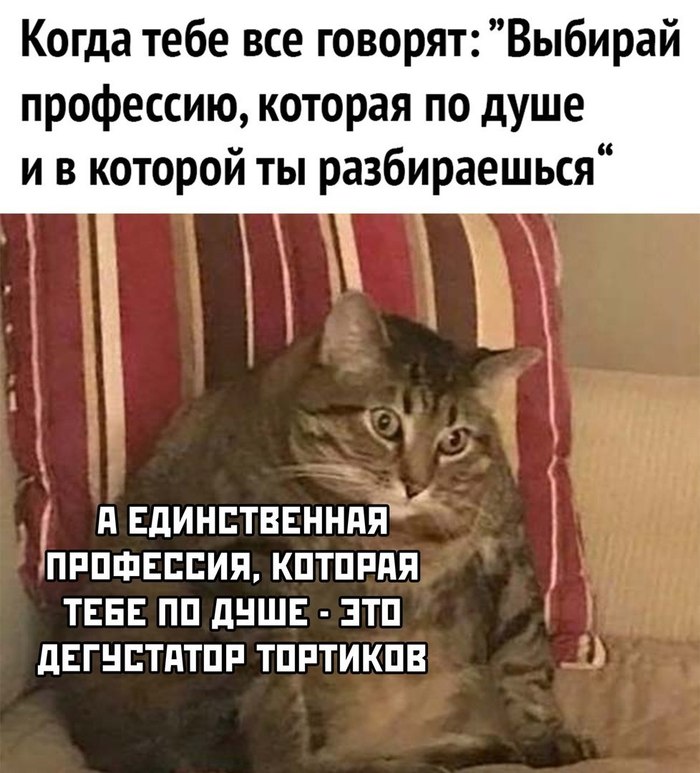 Когда тебе все говорят: ”Выбирай
профессию, которая по душе
и в которой ты разбираешься“
А ЕДИНСТВЕННАЯ
ПРОФЕССИЯ, КОТОРАЯ
ТЕБЕ ПО ДУШЕ - ЭТО
ДЕГУСТАТОР ТОРТИКОВ